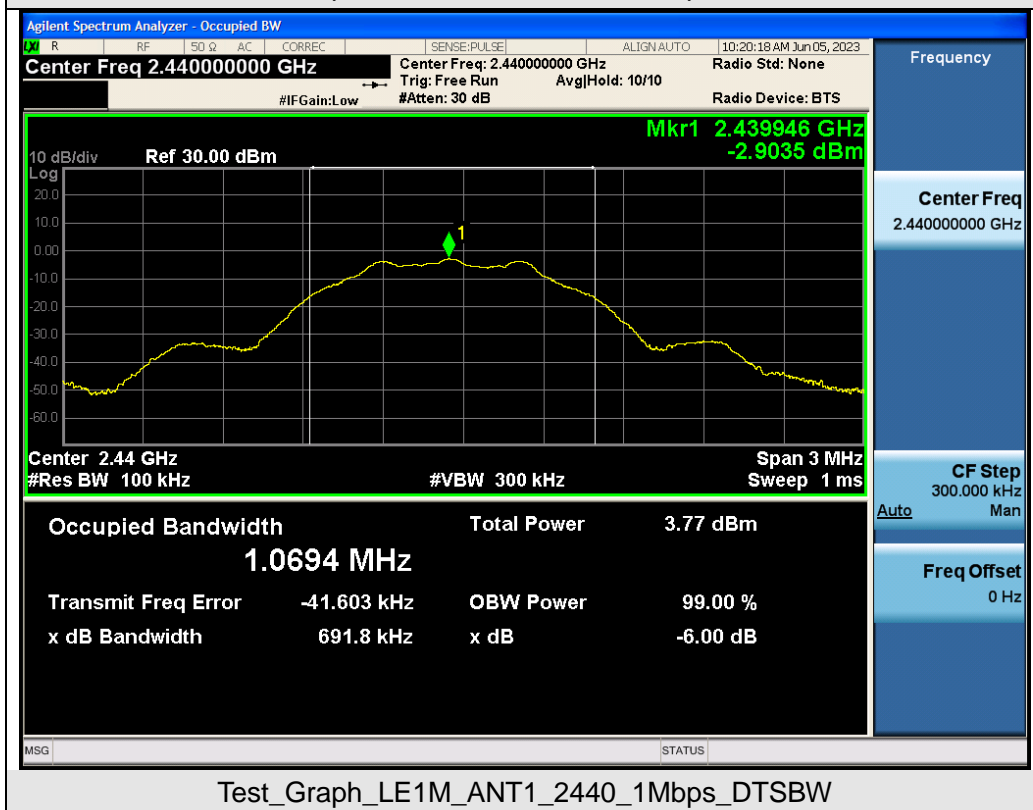 Agilent Spectrum Analyzer - Occupied BW
LXI R RF 50 Ω AC CORREC SENSE:PULSE ALIGN AUTO 10:20:18 AM Jun 05, 2023
Center Freq 2.440000000 GHz
Center Freq: 2.440000000 GHz Radio Std: None
Trig: Free Run Avg|Hold: 10/10
#IFGain:Low #Atten: 30 dB Radio Device: BTS
Mkr1 2.439946 GHz
-2.9035 dBm
10 dB/div Ref 30.00 dBm
Log
20.0
10.0
0.00
-10.0
-20.0
-30.0
-40.0
-50.0
-60.0
1
Center 2.44 GHz Span 3 MHz
#Res BW 100 kHz #VBW 300 kHz Sweep 1 ms
Occupied Bandwidth Total Power 3.77 dBm
1.0694 MHz
Transmit Freq Error -41.603 kHz OBW Power 99.00 %
x dB Bandwidth 691.8 kHz x dB -6.00 dB
Frequency
Center Freq
2.440000000 GHz
CF Step
300.000 kHz
Auto Man
Freq Offset
0 Hz
MSG STATUS
Test_Graph_LE1M_ANT1_2440_1Mbps_DTSBW